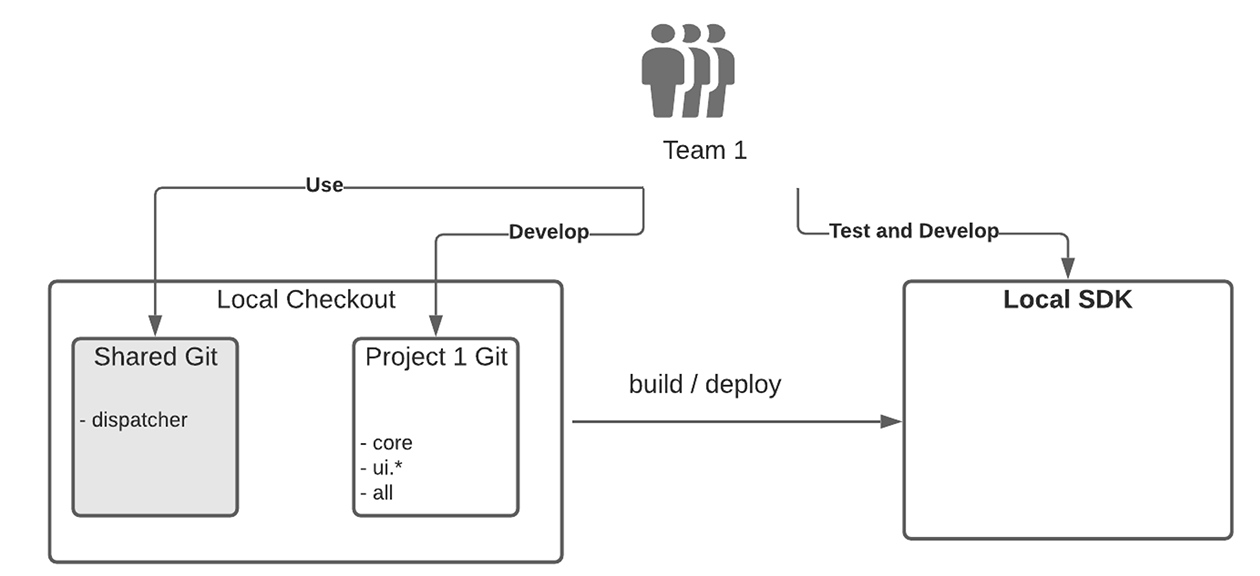 Team 1
Use
Develop
Test and Develop
Local Checkout
Local SDK
Shared Git
- dispatcher
Project 1 Git
- core
- ui.*
- all
build / deploy